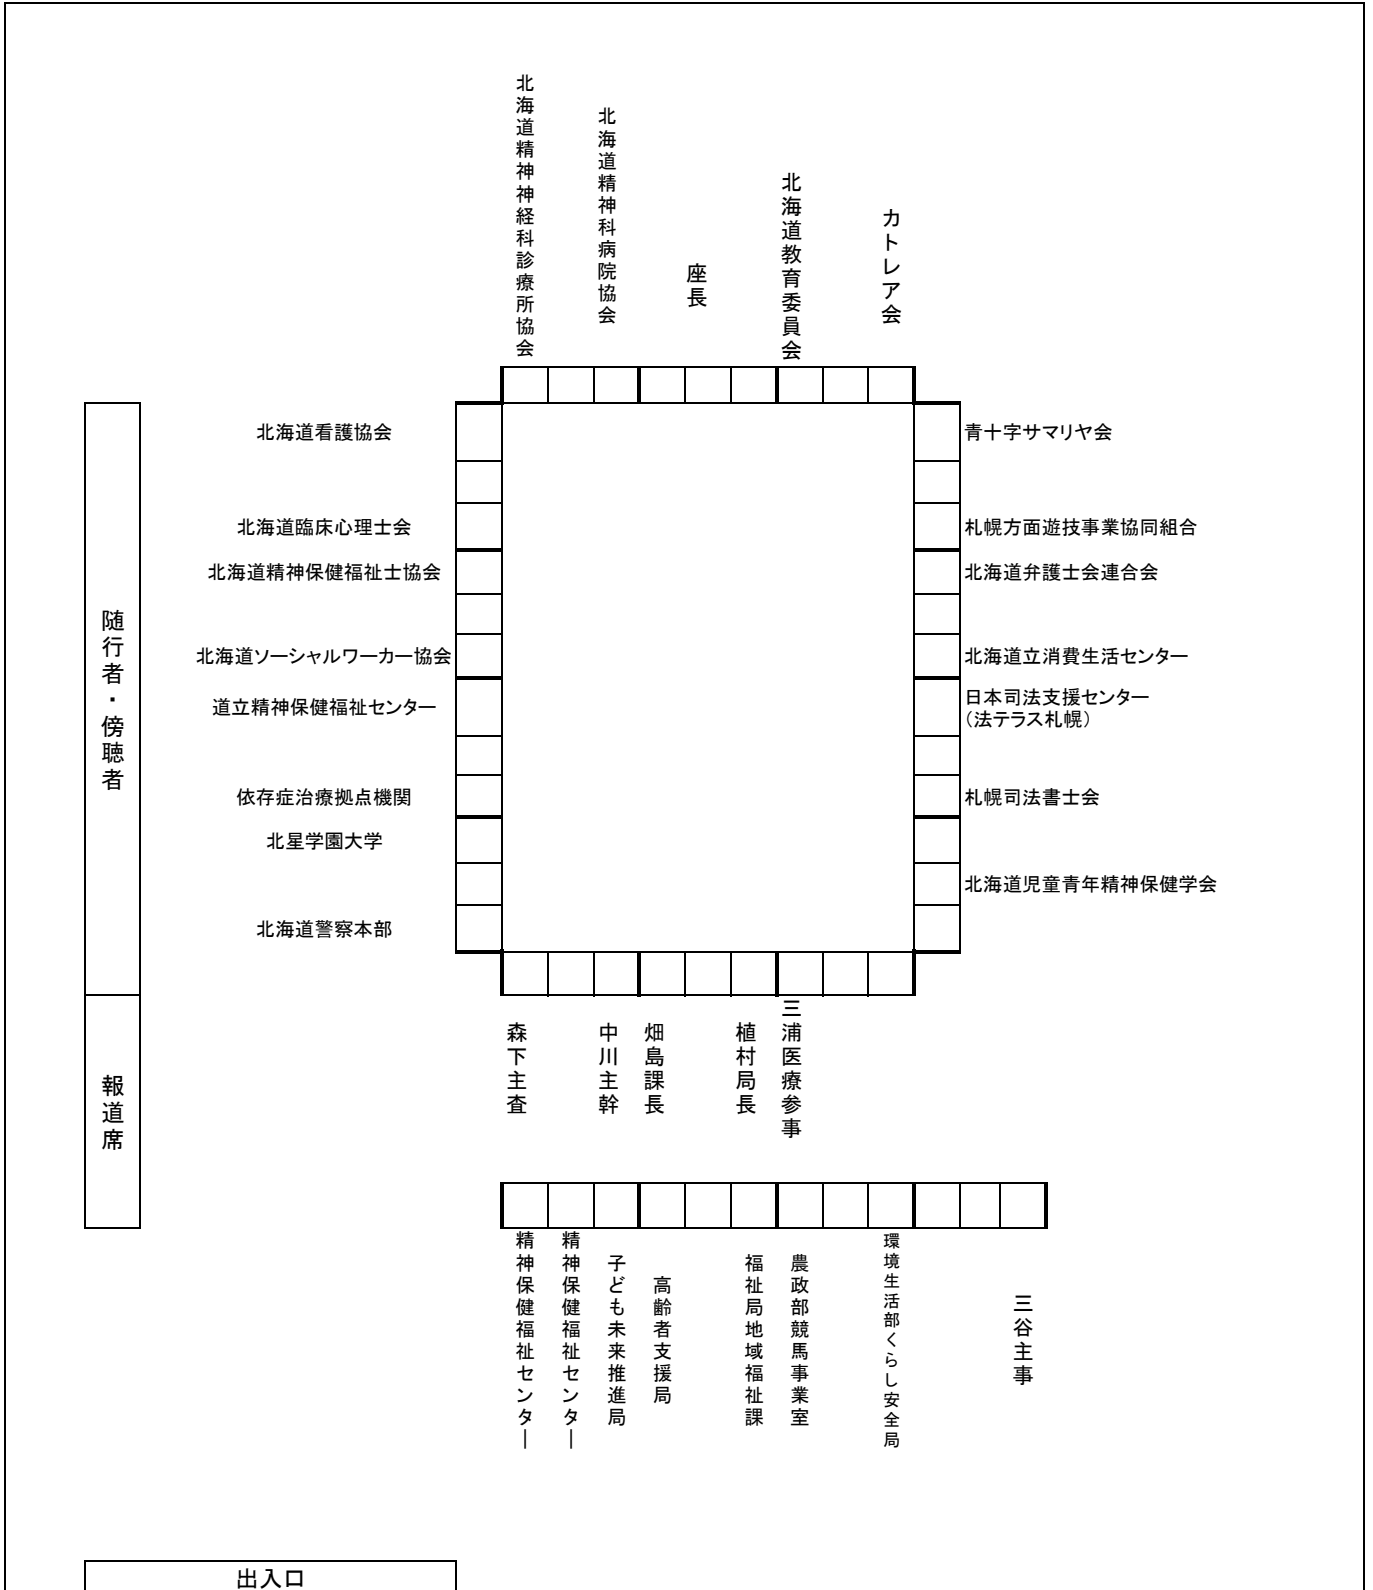 北海道精神神経科診療所協会
北海道精神科病院協会
座長
北海道教育委員会
カトレア会
北海道看護協会
北海道臨床心理士会
北海道精神保健福祉士協会
北海道ソーシャルワーカー協会
道立精神保健福祉センター
依存症治療拠点機関
北星学園大学
北海道警察本部
青十字サマリヤ会
札幌方面遊技事業協同組合
北海道弁護士会連合会
北海道立消費生活センター
日本司法支援センター
（法テラス札幌）
札幌司法書士会
北海道児童青年精神保健学会
随行者・傍聴者
報道席
森下主査
中川主幹
畑島課長
植村局長
三浦医療参事
精神保健福祉センター
精神保健福祉センター
子ども未来推進局
高齢者支援局
福祉局地域福祉課
農政部競馬事業室
環境生活部くらし安全局
三谷主事
出入口